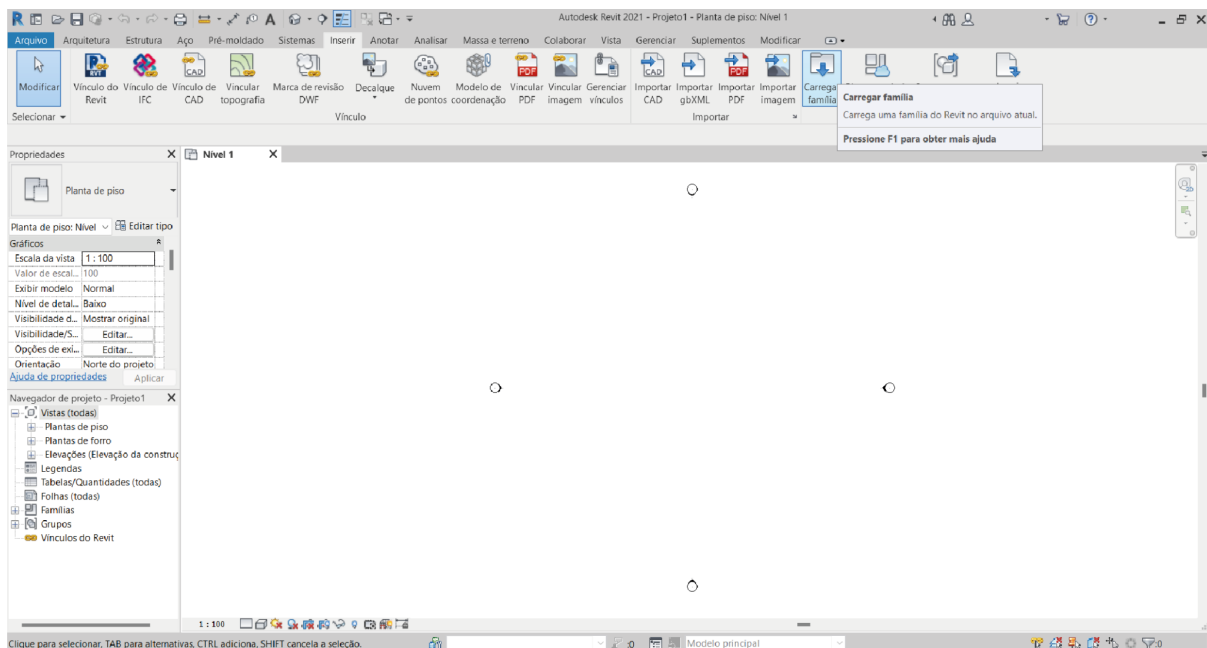 Autodesk Revit 2021 - Projeto1 - Planta de piso: Nível 1
Arquivo Arquitetura Estrutura Aço Pré-moldado Sistemas Inserir Anotar Analisar Massa e terreno Colaborar Vista Gerenciar Suplementos Modificar
Modificar
Vínculo do Revit
Vínculo de IFC
Vínculo de CAD
Vincular topografia
Marca de revisão DWF
Decalque
Nuvem de pontos
Modelo de coordenação
Vincular PDF
Vincular imagem
Gerenciar vínculos
Importar CAD
Importar gbXML
Importar PDF
Importar imagem
Carregar família
Selecionar
Vínculo
Importar
Carregar família
Carrega uma família do Revit no arquivo atual.
Pressione F1 para obter mais ajuda
Propriedades
Nível 1
Planta de piso
Planta de piso: Nível
Editar tipo
Gráficos
Escala da vista 1 : 100
Valor de escal... 100
Exibir modelo Normal
Nível de detal... Baixo
Visibilidade d... Mostrar original
Visibilidade/S... Editar...
Opções de exi... Editar...
Orientação Norte do projeto
Ajuda de propriedades Aplicar
Navegador de projeto - Projeto1
Vistas (todas)
Plantas de piso
Plantas de forro
Elevações (Elevação da construç
Legendas
Tabelas/Quantidades (todas)
Folhas (todas)
Famílias
Grupos
Vínculos do Revit
1 : 100
Clique para selecionar, TAB para alternativas, CTRL adiciona, SHIFT cancela a seleção.
:0
Modelo principal
:0